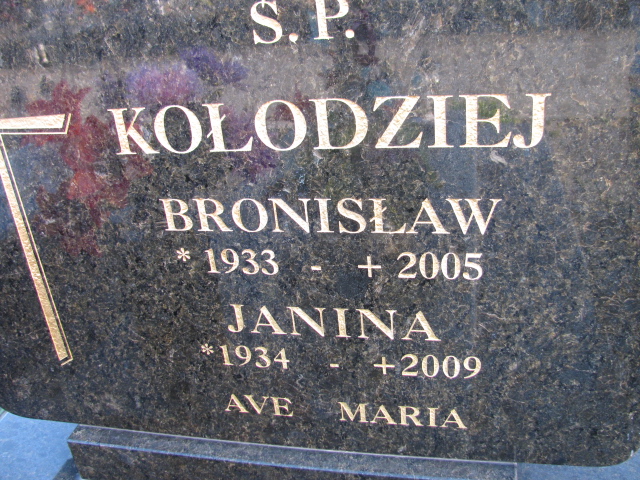 Ś.P.
KOŁODZIEJ
BRONISŁAW
* 1933 - + 2005
JANINA
*1934 - +2009
AVE MARIA